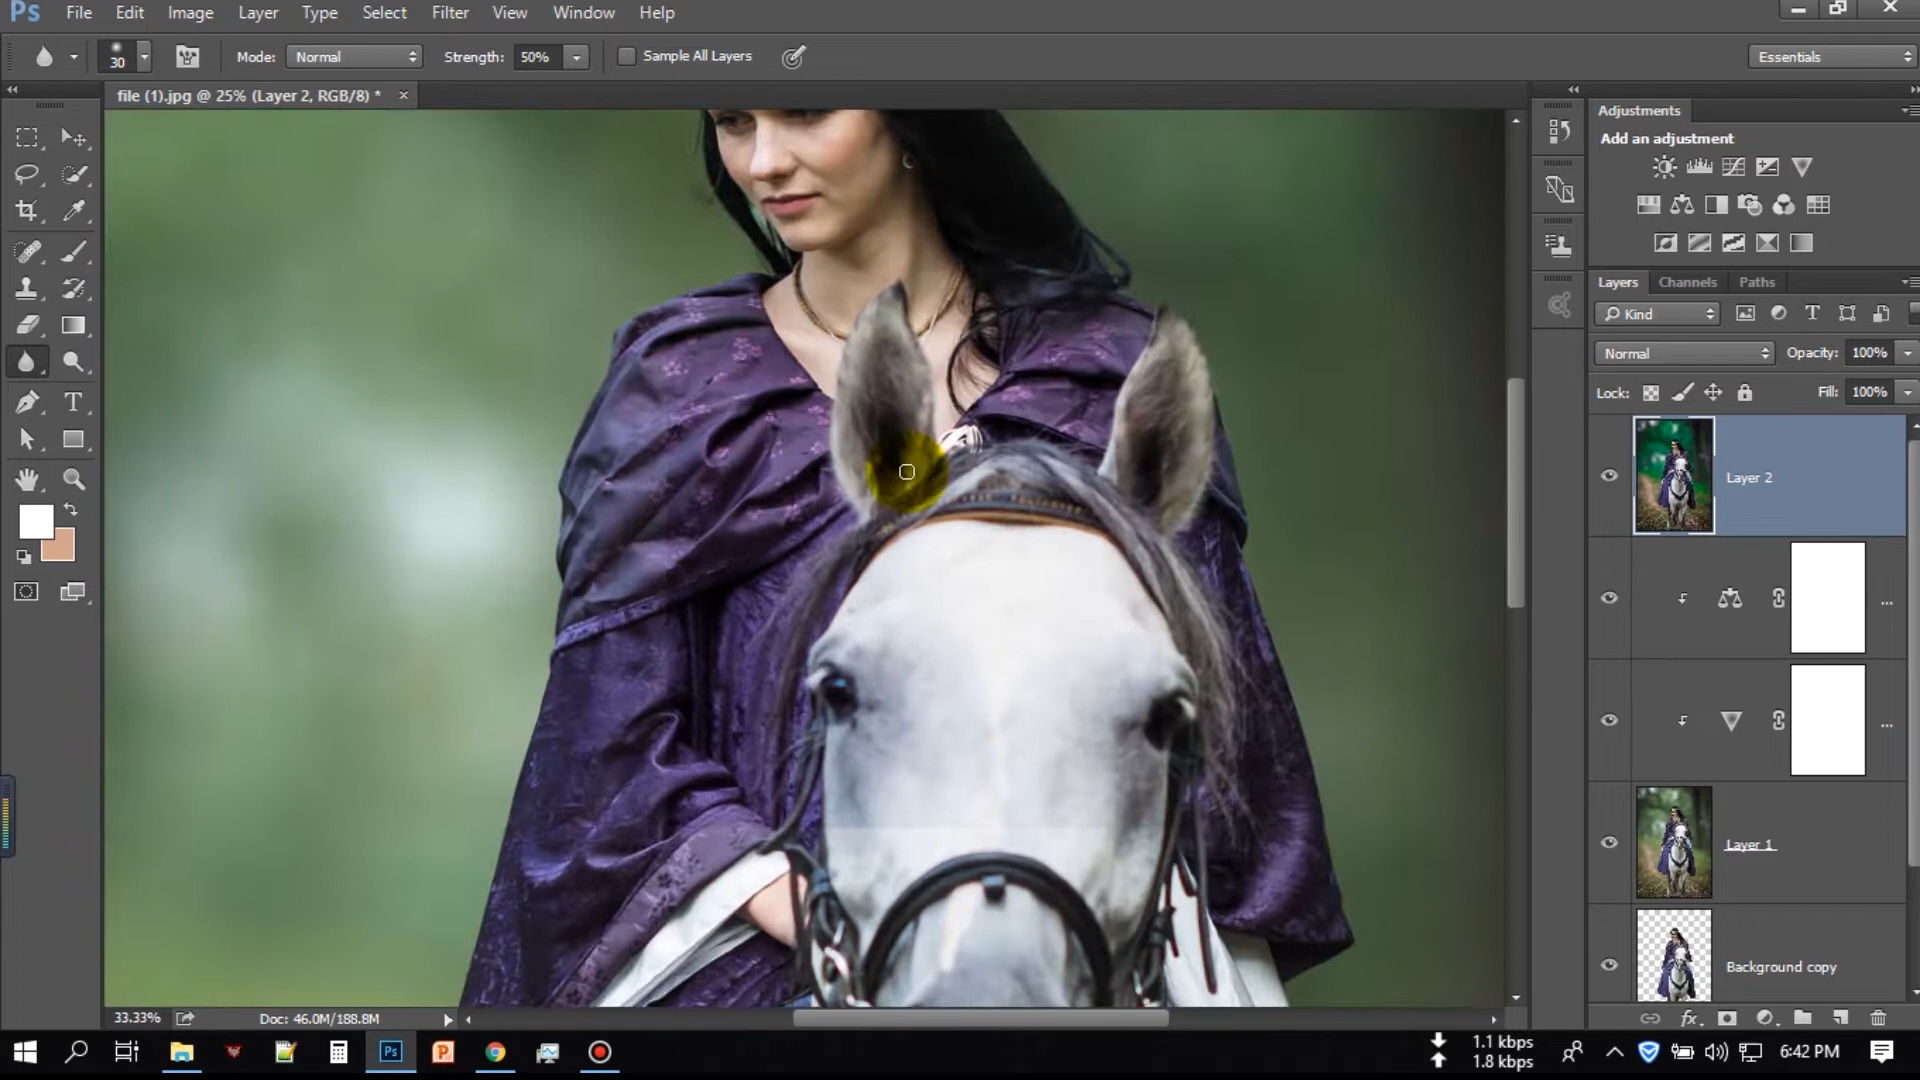 Ps File Edit Image Layer Type Select Filter View Window Help
30 Mode: Normal Strength: 50% Sample All Layers Essentials
file (1).jpg @ 25% (Layer 2, RGB/8) * ×
Adjustments
Add an adjustment
Layers Channels Paths
Kind
Normal Opacity: 100%
Lock: Fill: 100%
Layer 2
...
...
Layer 1
Background copy
33.33% Doc: 46.0M/188.8M
fx
Ps P 1.1 kbps
1.8 kbps
6:42 PM